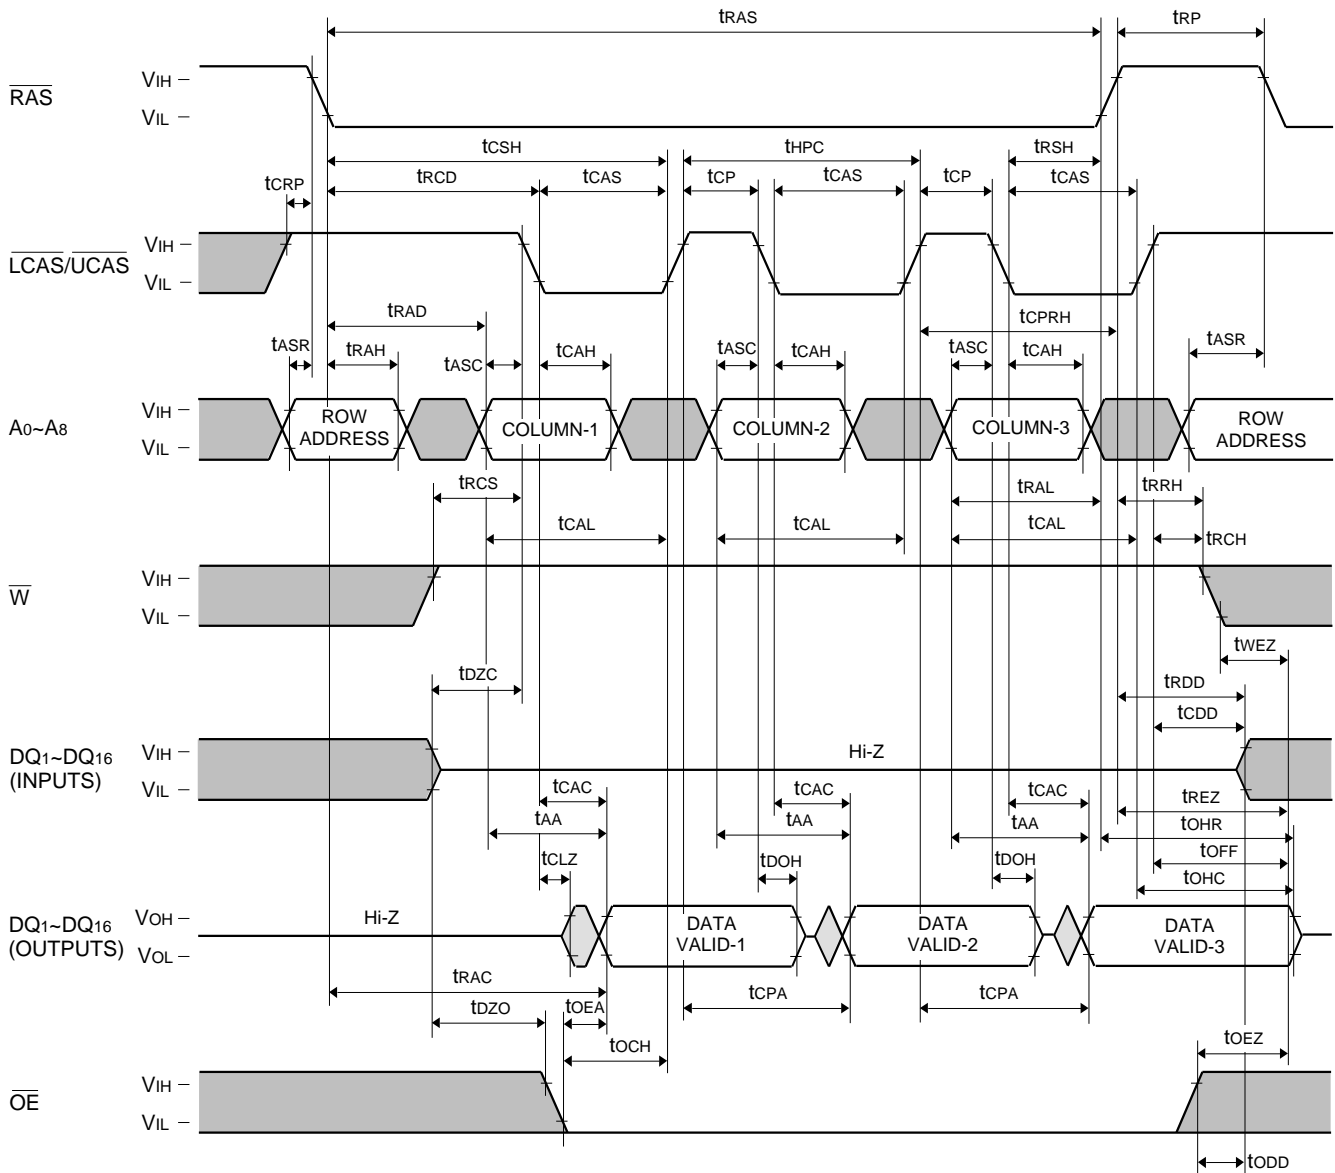 tRAS tRP
RAS VIH
VIL
tCSH tHPC tRSH
tCRP tRCD tCAS tCP tCAS tCP tCAS
LCAS/UCAS VIH
VIL
tRAD tCPRH
tASR tRAH tASC tCAH tASC tCAH tASC tCAH tASR
A0~A8 VIH
VIL
ROW
ADDRESS
COLUMN-1
COLUMN-2
COLUMN-3
ROW
ADDRESS
tRCS tRAL tRRH
tCAL tCAL tCAL tRCH
W VIH
VIL
tWEZ
tDZC tRDD
tCDD
DQ1~DQ16
(INPUTS)
VIH
VIL
Hi-Z
tCAC tCAC tCAC tREZ
tAA tAA tAA tOHR
tCLZ tDOH tDOH tOFF
tOHC
DQ1~DQ16
(OUTPUTS)
VOH
VOL
Hi-Z
DATA
VALID-1
DATA
VALID-2
DATA
VALID-3
tRAC
tDZO tOEA tCPA tCPA
tOCH tOEZ
OE VIH
VIL
tODD